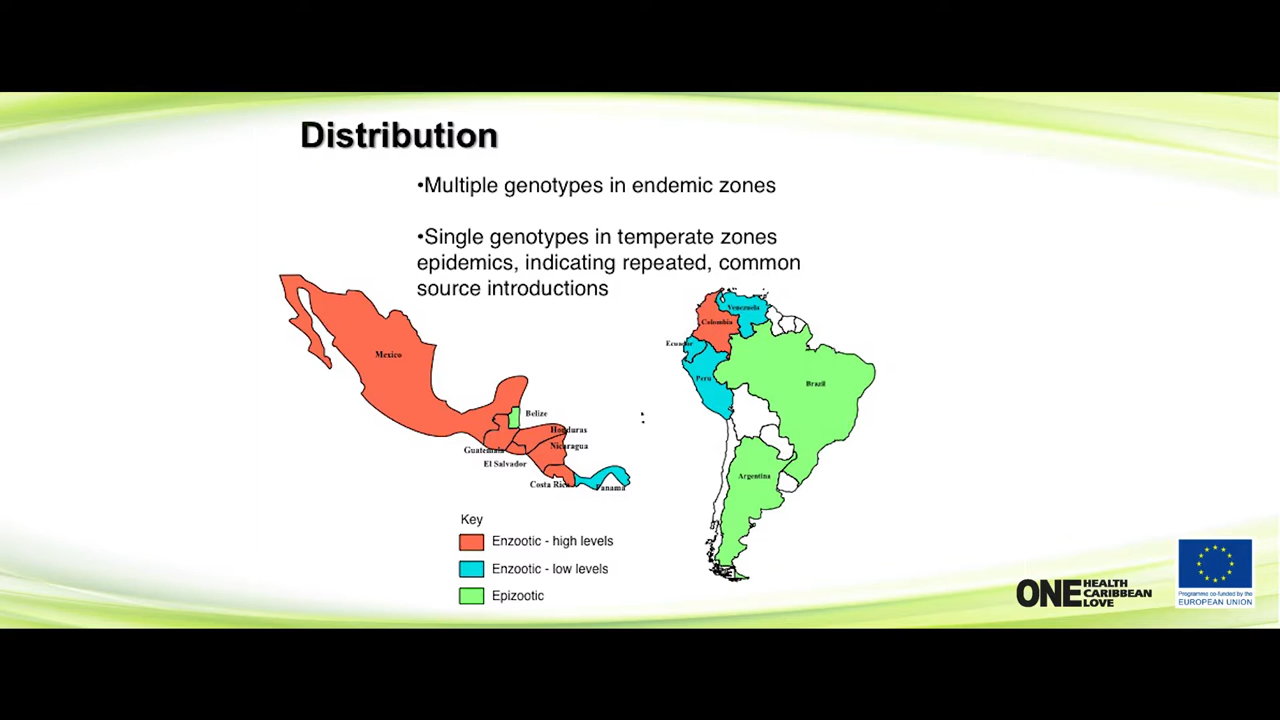 Distribution
•Multiple genotypes in endemic zones
•Single genotypes in temperate zones
epidemics, indicating repeated, common
source introductions
Mexico
Belize
Honduras
Guatemala
Nicaragua
El Salvador
Costa Rica
Panama
Venezuela
Colombia
Ecuador
Peru
Brazil
Argentina
Key
Enzootic - high levels
Enzootic - low levels
Epizootic
ONE HEALTH
CARIBBEAN
LOVE
Programme co-funded by the
EUROPEAN UNION